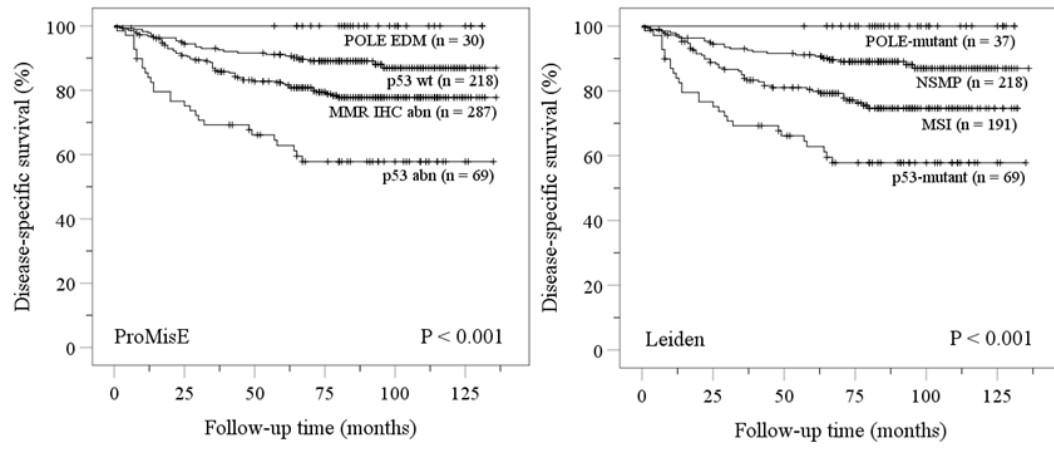 Disease-specific survival (%)
100
80
60
40
20
0
POLE EDM (n = 30)
p53 wt (n = 218)
MMR IHC abn (n = 287)
p53 abn (n = 69)
ProMisE
P < 0.001
0 25 50 75 100 125
Follow-up time (months)
Disease-specific survival (%)
100
80
60
40
20
0
POLE-mutant (n = 37)
NSMP (n = 218)
MSI (n = 191)
p53-mutant (n = 69)
Leiden
P < 0.001
0 25 50 75 100 125
Follow-up time (months)